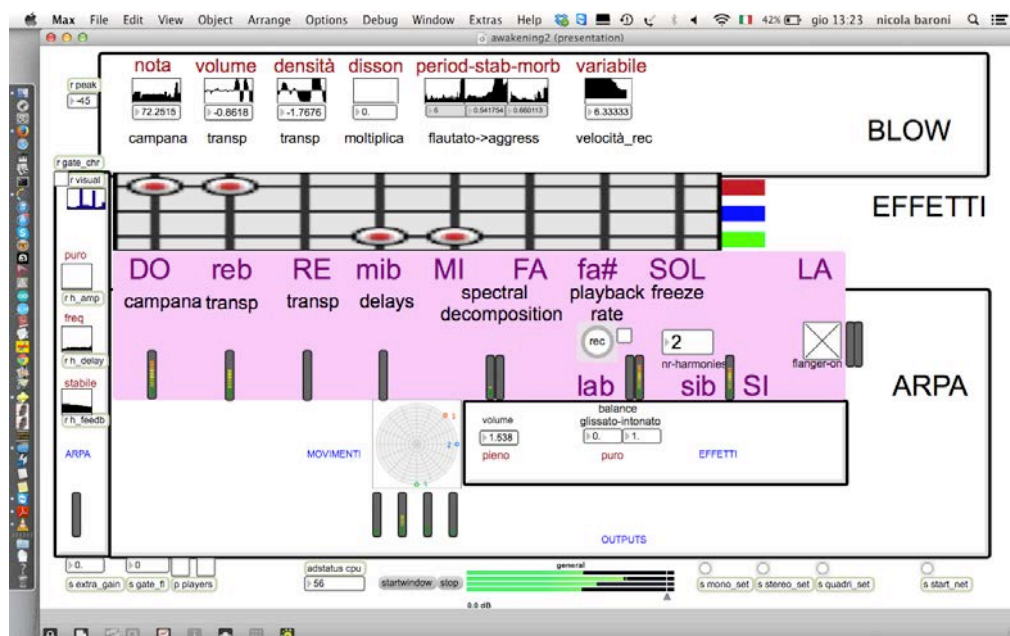 Max File Edit View Object Arrange Options Debug Window Extras Help 42% gio 13:23 nicola baroni
awakening2 (presentation)
nota volume densità disson period-stab-morb variabile
r peak
-45
72.2515 -0.8618 -1.7676 0. 6 0.541754 0.660113 6.33333
campana transp transp moltiplica flautato->aggress velocità_rec
BLOW
r gate_chr
r visual
EFFETTI
puro
DO reb RE mib MI FA fa# SOL LA
campana transp transp delays spectral decomposition playback rate freeze
r h_amp
freq
rec
2
nr-harmonies
flanger-on
r h_delay
stabile
lab sib SI
ARPA
r h_feedb
volume
balance
glissato-intonato
1.538 0. 1.
pieno puro
ARPA MOVIMENTI EFFETTI
1
2
OUTPUTS
0. 0
s extra_gain s gate_fl p players
adstatus cpu
56
startwindow stop
general
0.0 dB
s mono_set s stereo_set s quadri_set s start_net